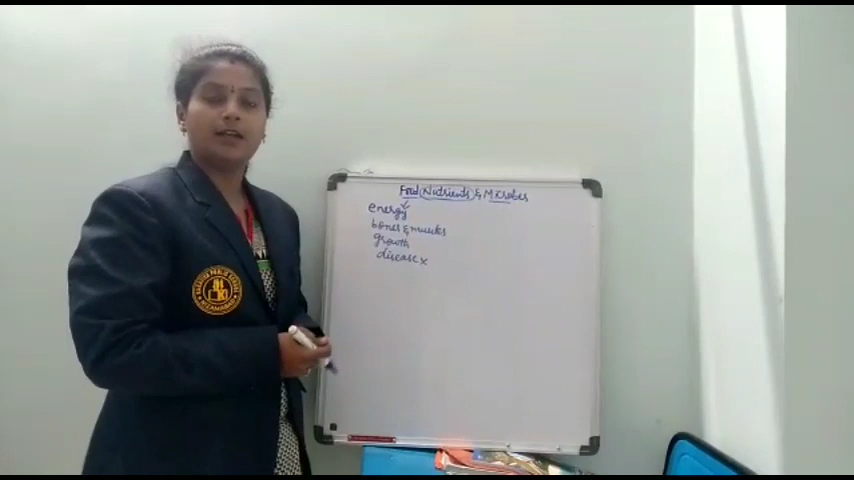 Food Nutrients & Microbes
energy
bones & muscles
growth
disease x